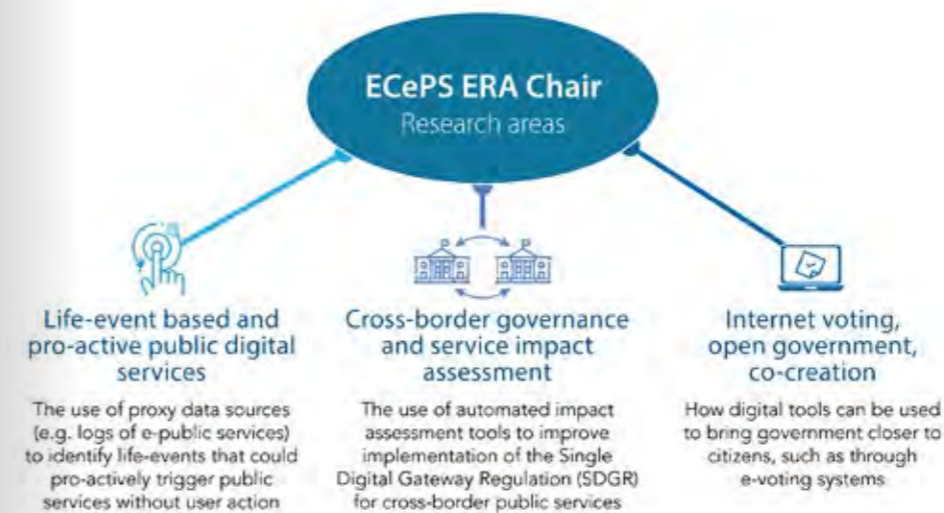 ECePS ERA Chair
Research areas
Life-event based and
pro-active public digital
services
The use of proxy data sources
(e.g. logs of e-public services)
to identify life-events that could
pro-actively trigger public
services without user action
Cross-border governance
and service impact
assessment
The use of automated impact
assessment tools to improve
implementation of the Single
Digital Gateway Regulation (SDGR)
for cross-border public services
Internet voting,
open government,
co-creation
How digital tools can be used
to bring government closer to
citizens, such as through
e-voting systems